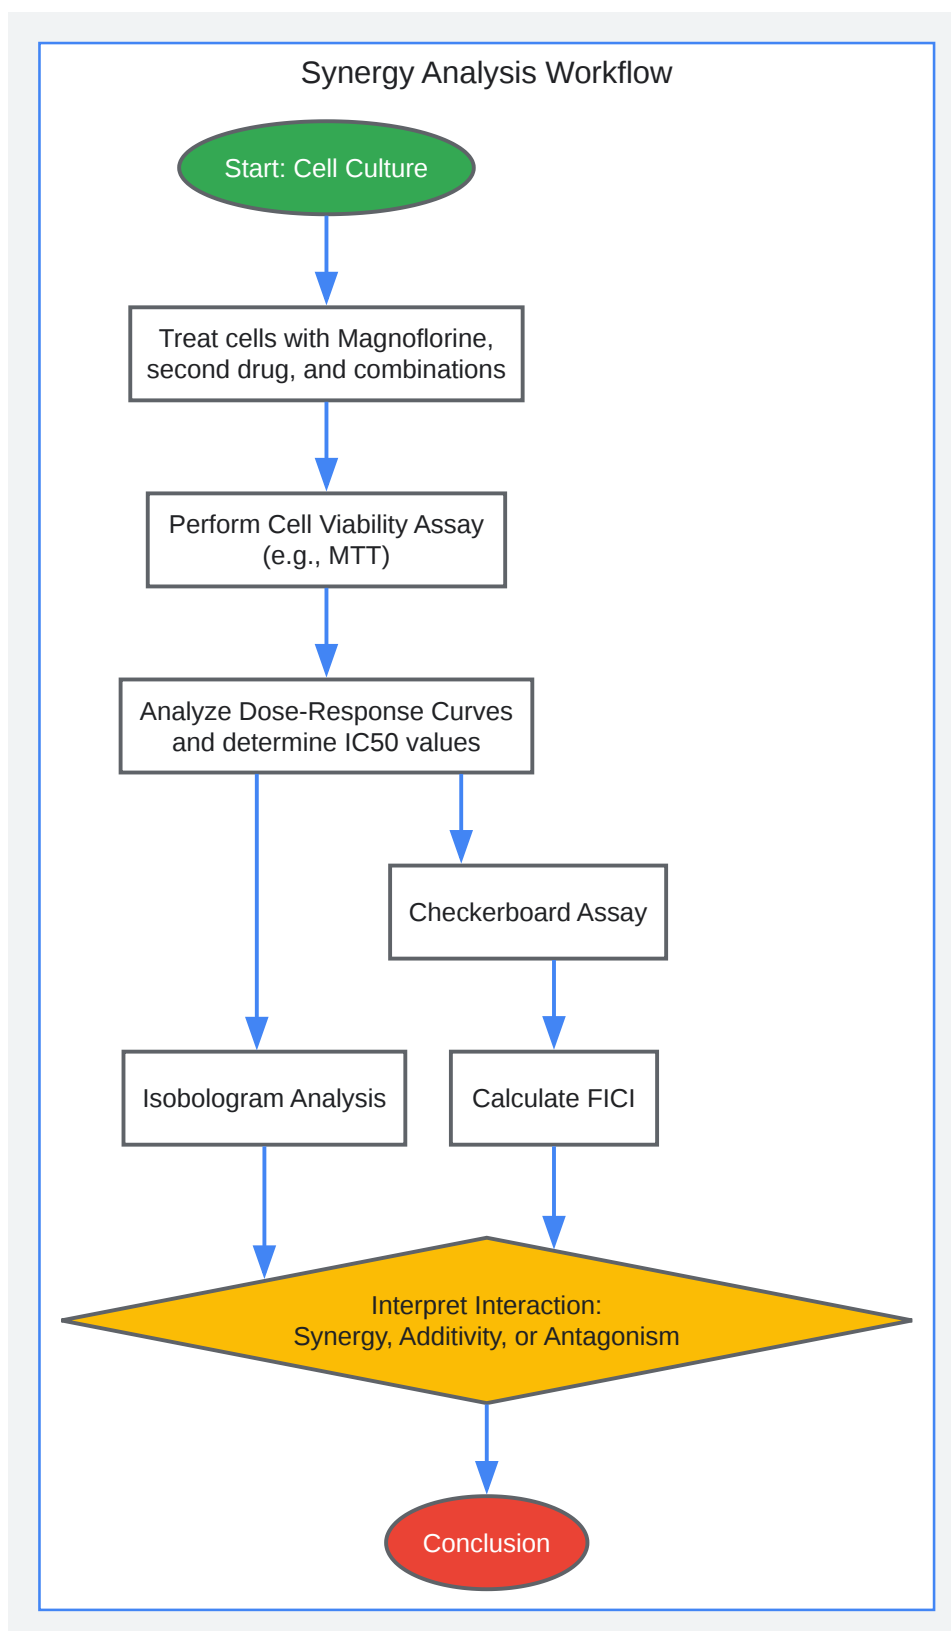 Synergy Analysis Workflow
Start: Cell Culture
Treat cells with Magnoflorine,
second drug, and combinations
Perform Cell Viability Assay
(e.g., MTT)
Analyze Dose-Response Curves
and determine IC50 values
Checkerboard Assay
Isobologram Analysis
Calculate FICI
Interpret Interaction:
Synergy, Additivity, or Antagonism
Conclusion